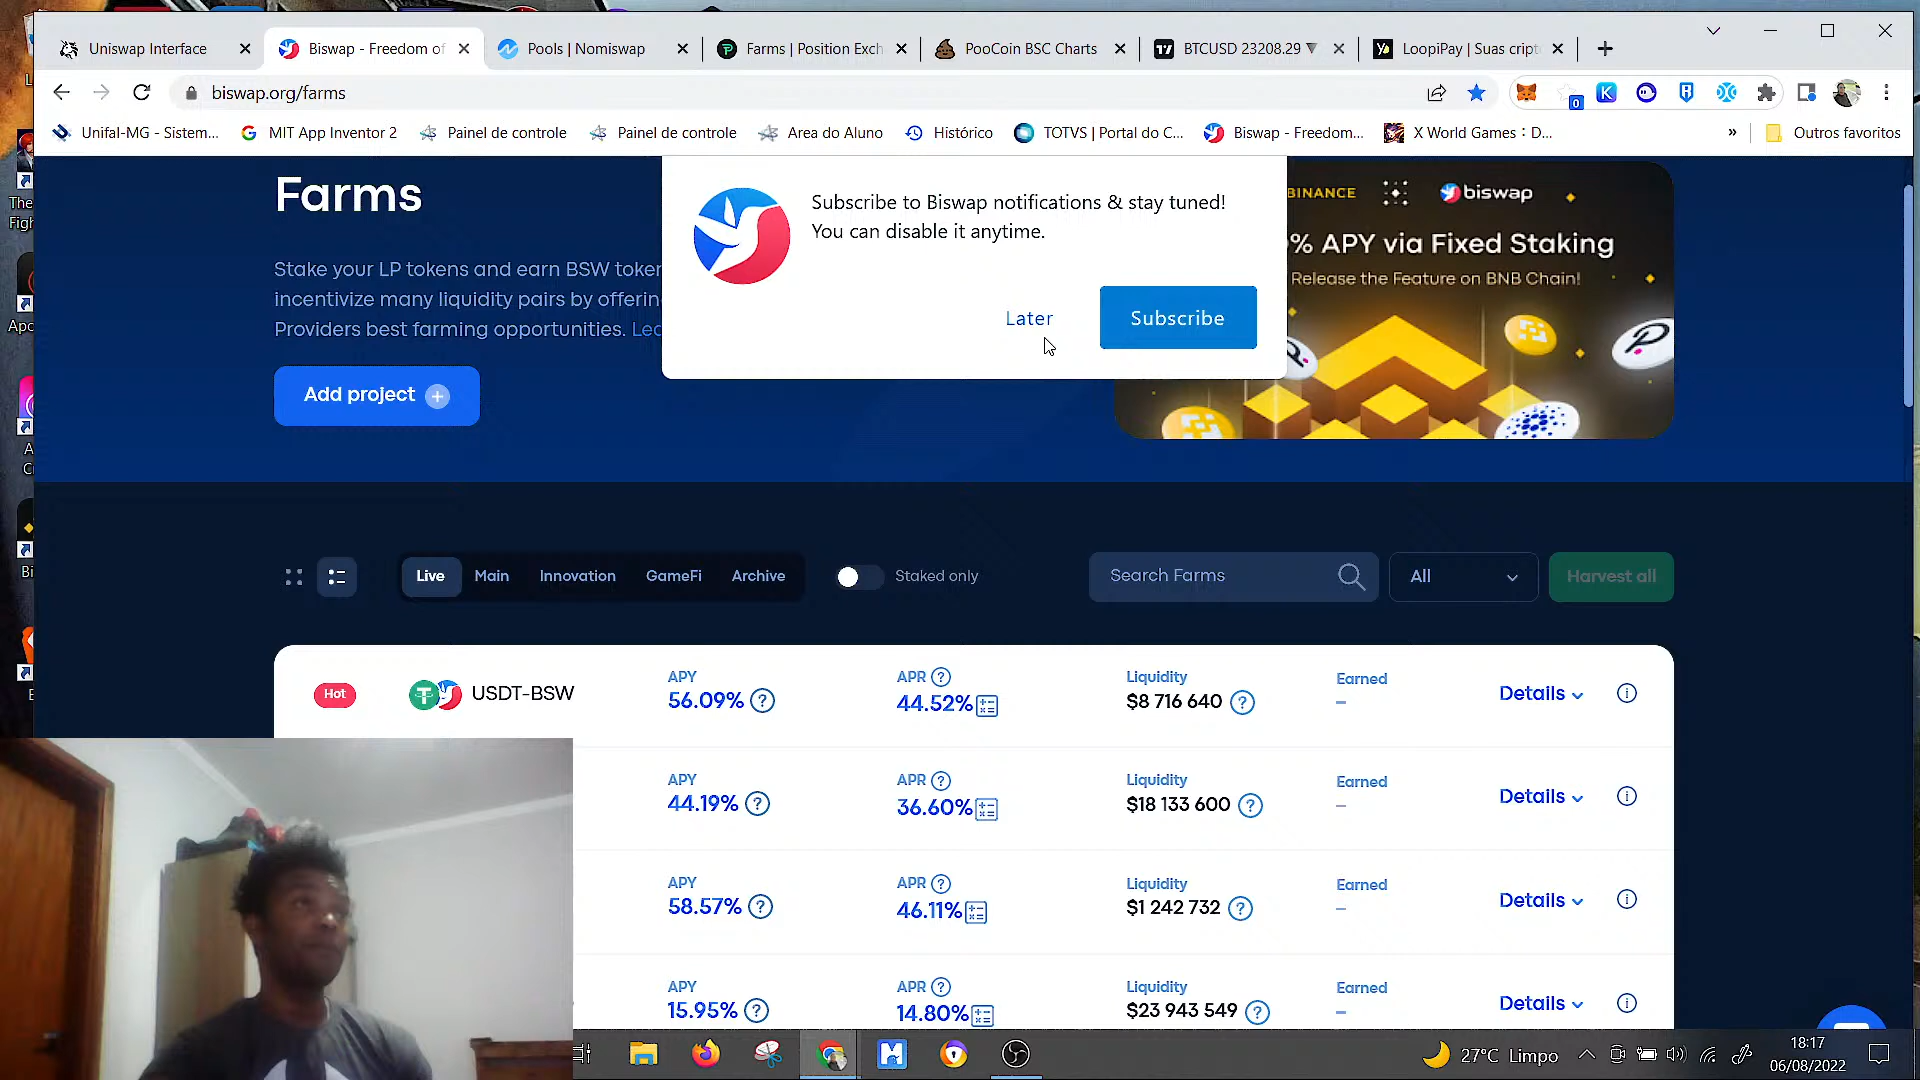 Uniswap Interface
Biswap - Freedom of
Pools | Nomiswap
Farms | Position Exch
PooCoin BSC Charts
BTCUSD 23208.29 ▼
LoopiPay | Suas cript
biswap.org/farms
0
Unifal-MG - Sistem...
MIT App Inventor 2
Painel de controle
Painel de controle
Area do Aluno
Histórico
TOTVS | Portal do C...
Biswap - Freedom...
X World Games : D...
»
Outros favoritos
Farms
Stake your LP tokens and earn BSW token
incentivize many liquidity pairs by offerin
Providers best farming opportunities. Lea
Add project
Subscribe to Biswap notifications & stay tuned!
You can disable it anytime.
Later
Subscribe
BINANCE
biswap
% APY via Fixed Staking
Release the Feature on BNB Chain!
Live
Main
Innovation
GameFi
Archive
Staked only
Search Farms
All
Harvest all
Hot
USDT-BSW
APY
56.09%
APR
44.52%
Liquidity
$8 716 640
Earned
–
Details
APY
44.19%
APR
36.60%
Liquidity
$18 133 600
Earned
–
Details
APY
58.57%
APR
46.11%
Liquidity
$1 242 732
Earned
–
Details
APY
15.95%
APR
14.80%
Liquidity
$23 943 549
Earned
–
Details
27°C Limpo
18:17
06/08/2022
The
Figh
Apo
Bi